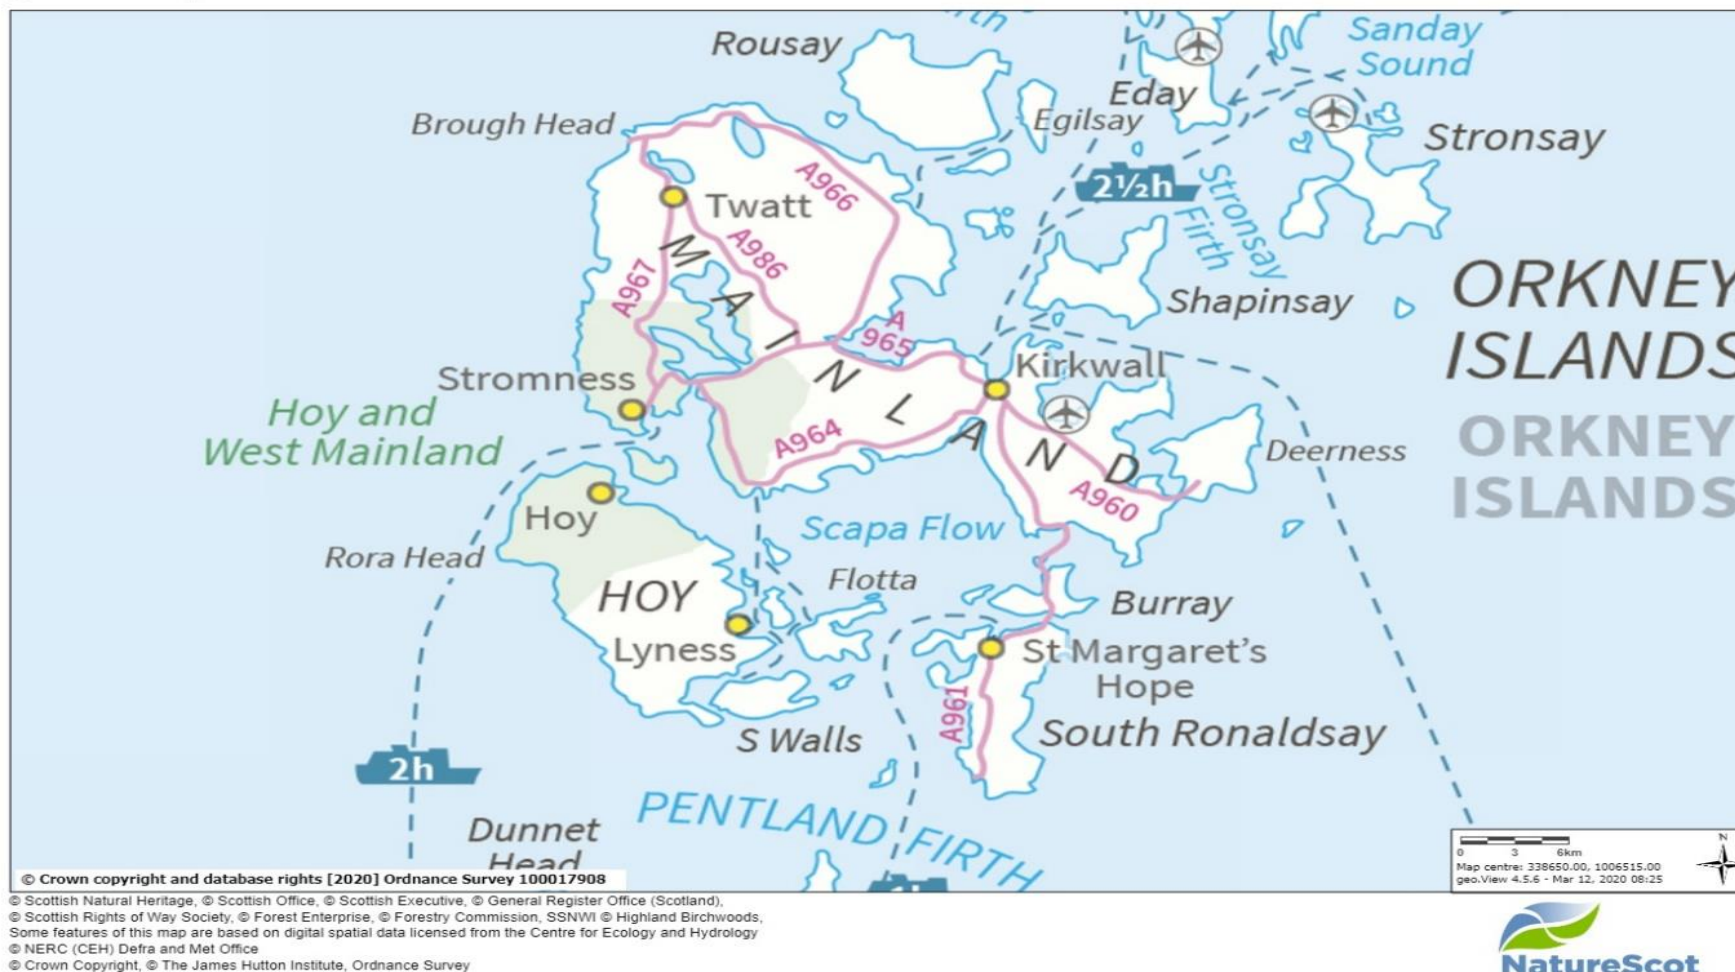 Rousay
Sanday
Sound
Eday
Egilsay
Brough Head
Stronsay
A966
2½h
Twatt
Stronsay
Firth
A986
MAINLAND
A967
ORKNEY
ISLANDS
Shapinsay
A
965
Kirkwall
Stromness
Hoy and
West Mainland
ORKNEY
ISLANDS
A964
Deerness
A960
Hoy
Scapa Flow
Rora Head
Flotta
HOY
Burray
Lyness
St Margaret's
Hope
A961
S Walls
South Ronaldsay
2h
PENTLAND FIRTH
Dunnet
Head
N
0 3 6km
Map centre: 338650.00, 1006515.00
geo.View 4.5.6 - Mar 12, 2020 08:25
© Crown copyright and database rights [2020] Ordnance Survey 100017908
© Scottish Natural Heritage, © Scottish Office, © Scottish Executive, © General Register Office (Scotland),
© Scottish Rights of Way Society, © Forest Enterprise, © Forestry Commission, SSNWI © Highland Birchwoods,
Some features of this map are based on digital spatial data licensed from the Centre for Ecology and Hydrology
© NERC (CEH) Defra and Met Office
© Crown Copyright, © The James Hutton Institute, Ordnance Survey
NatureScot